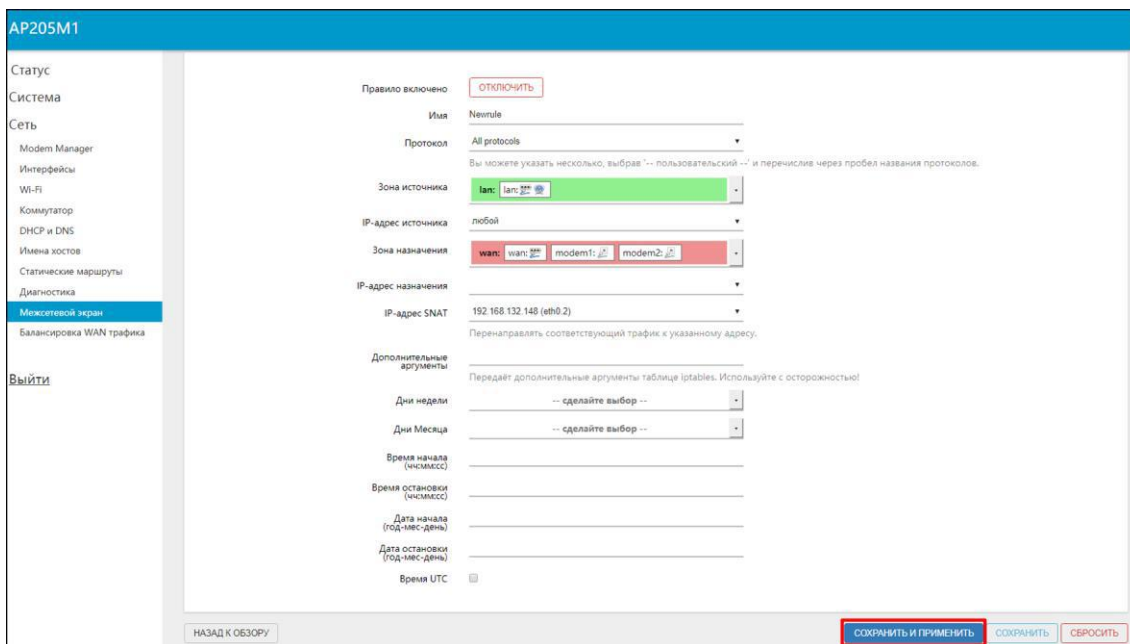 AP205M1
Статус
Система
Сеть
Modem Manager
Интерфейсы
Wi-Fi
Коммутатор
DHCP и DNS
Имена хостов
Статические маршруты
Диагностика
Межсетевой экран
Балансировка WAN трафика
Выйти
Правило включено ОТКЛЮЧИТЬ
Имя Newrule
Протокол All protocols
Вы можете указать несколько, выбрав '-- пользовательский --' и перечислив через пробел названия протоколов.
Зона источника lan: lan:
IP-адрес источника любой
Зона назначения wan: wan: modem1: modem2:
IP-адрес назначения
IP-адрес SNAT 192.168.132.148 (eth0.2)
Перенаправлять соответствующий трафик к указанному адресу.
Дополнительные
аргументы
Передаёт дополнительные аргументы таблице iptables. Используйте с осторожностью!
Дни недели -- сделайте выбор --
Дни Месяца -- сделайте выбор --
Время начала
(чч:мм:сс)
Время остановки
(чч:мм:сс)
Дата начала
(год-мес-день)
Дата остановки
(год-мес-день)
Время UTC
НАЗАД К ОБЗОРУ СОХРАНИТЬ И ПРИМЕНИТЬ СОХРАНИТЬ СБРОСИТЬ